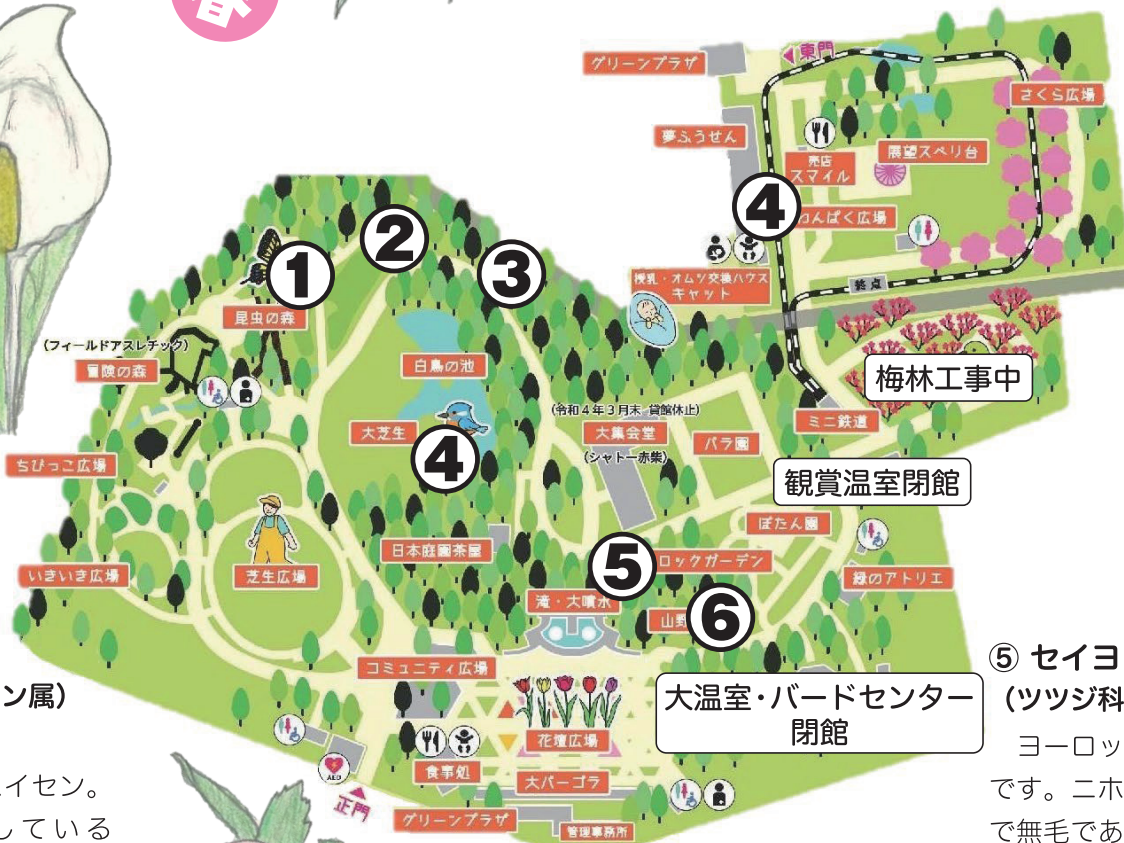 春
グリーンプラザ
東門
さくら広場
夢ふうせん
売店
スマイル
展望スベリ台
④
わんぱく広場
②
①
③
授乳・オムツ交換ハウス
キャット
終点
昆虫の森
(フィールドアスレチック)
冒険の森
白鳥の池
梅林工事中
(令和4年3月末 貸館休止)
大芝生
大集会堂
(シャトー赤柴)
バラ園
ミニ鉄道
④
ちびっこ広場
観賞温室閉館
ぼたん園
日本庭園茶屋
⑤
ロックガーデン
いきいき広場
芝生広場
緑のアトリエ
滝・大噴水
山野
⑥
コミュニティ広場
大温室・バードセンター
閉館
花壇広場
食事処
大パーゴラ
AED
正門
グリーンプラザ
管理事務所
ン属)
イセン。
している
⑤ セイヨ
(ツツジ科
ヨーロッ
です。ニホ
で無毛であ